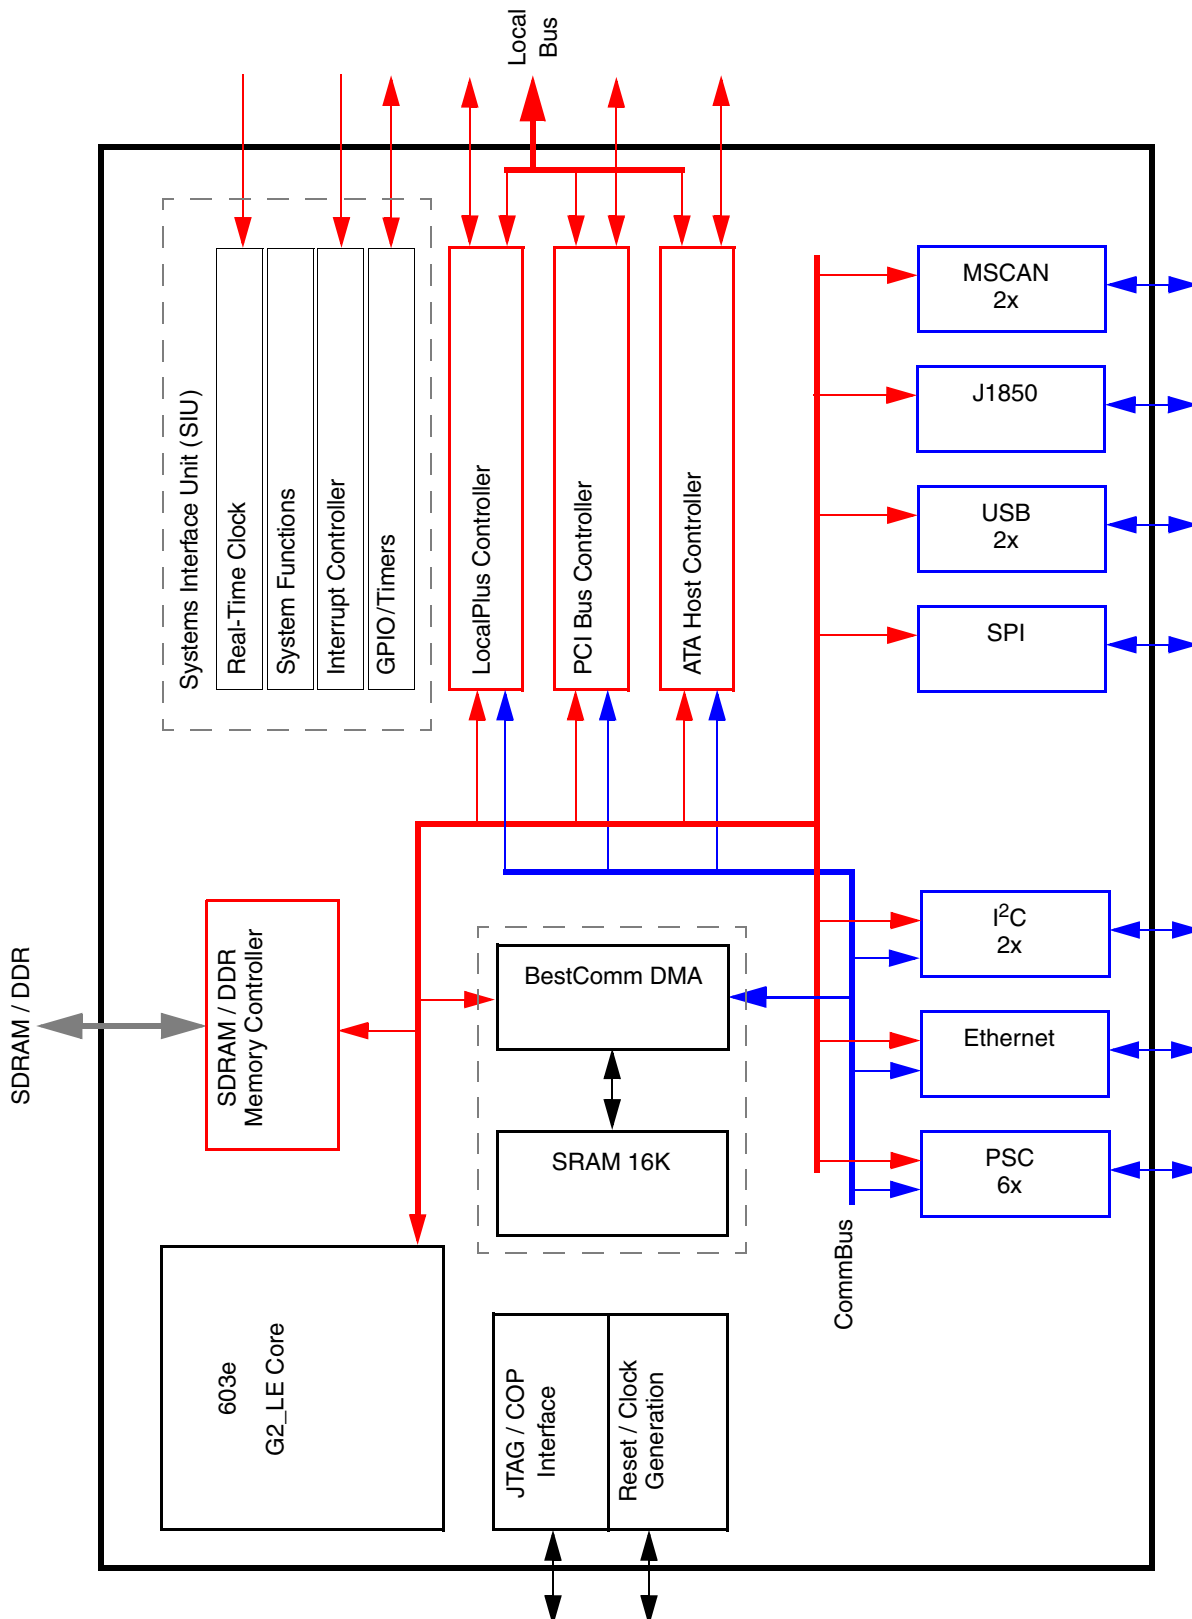 Local
Bus
Systems Interface Unit (SIU)
Real-Time Clock
System Functions
Interrupt Controller
GPIO/Timers
LocalPlus Controller
PCI Bus Controller
ATA Host Controller
MSCAN
2x
J1850
USB
2x
SPI
SDRAM / DDR
SDRAM / DDR
Memory Controller
BestComm DMA
SRAM 16K
I²C
2x
Ethernet
PSC
6x
CommBus
603e
G2_LE Core
JTAG / COP
Interface
Reset / Clock
Generation